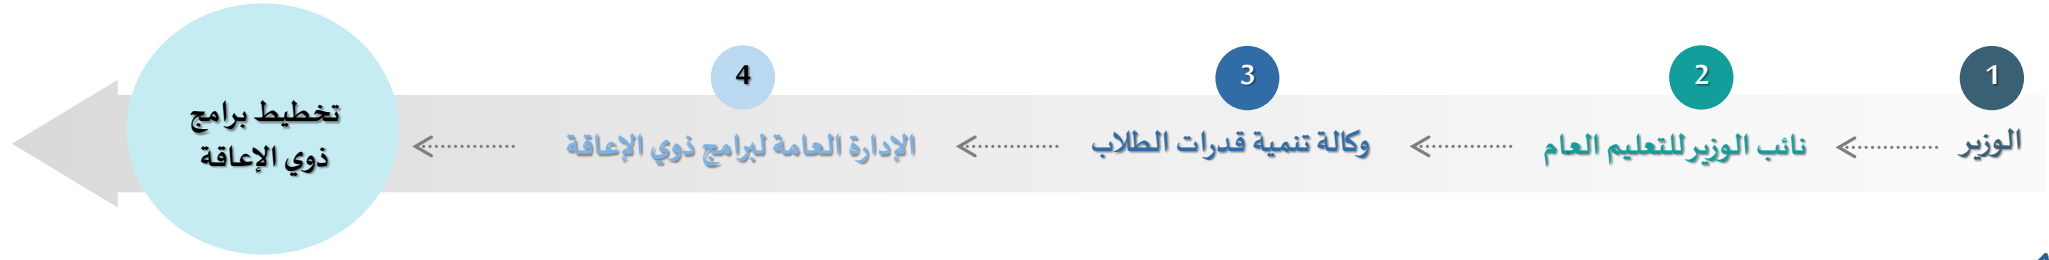 1
الوزير
2
نائب الوزير للتعليم العام
3
وكالة تنمية قدرات الطلاب
4
الإدارة العامة لبرامج ذوي الإعاقة
تخطيط برامج
ذوي الإعاقة